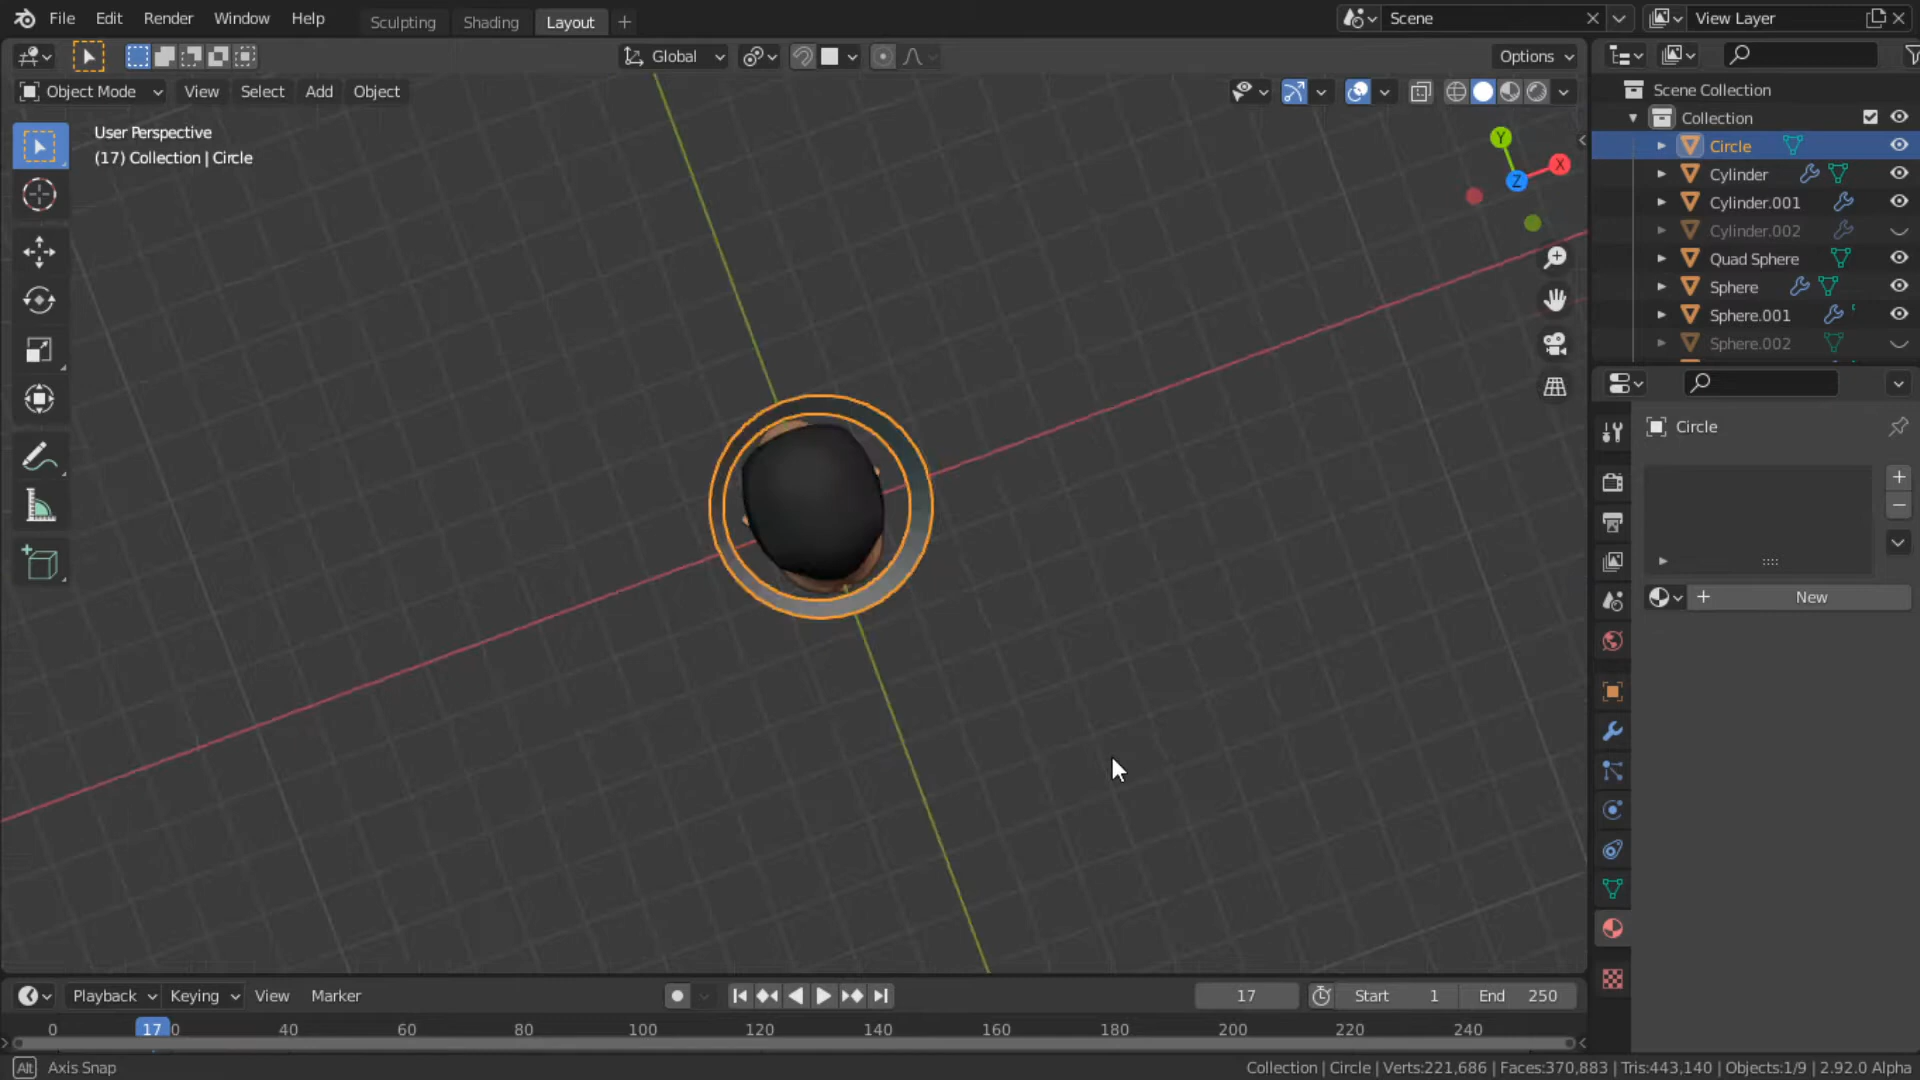 File Edit Render Window Help Sculpting Shading Layout Scene View Layer
Global Options
Object Mode View Select Add Object
User Perspective
(17) Collection | Circle
Y
X
Z
Scene Collection
Collection
Circle
Cylinder
Cylinder.001
Cylinder.002
Quad Sphere
Sphere
Sphere.001
Sphere.002
Circle
New
Playback Keying View Marker 17 Start 1 End 250
0 17 0 40 60 80 100 120 140 160 180 200 220 240
Alt Axis Snap Collection | Circle | Verts:221,686 | Faces:370,883 | Tris:443,140 | Objects:1/9 | 2.92.0 Alpha